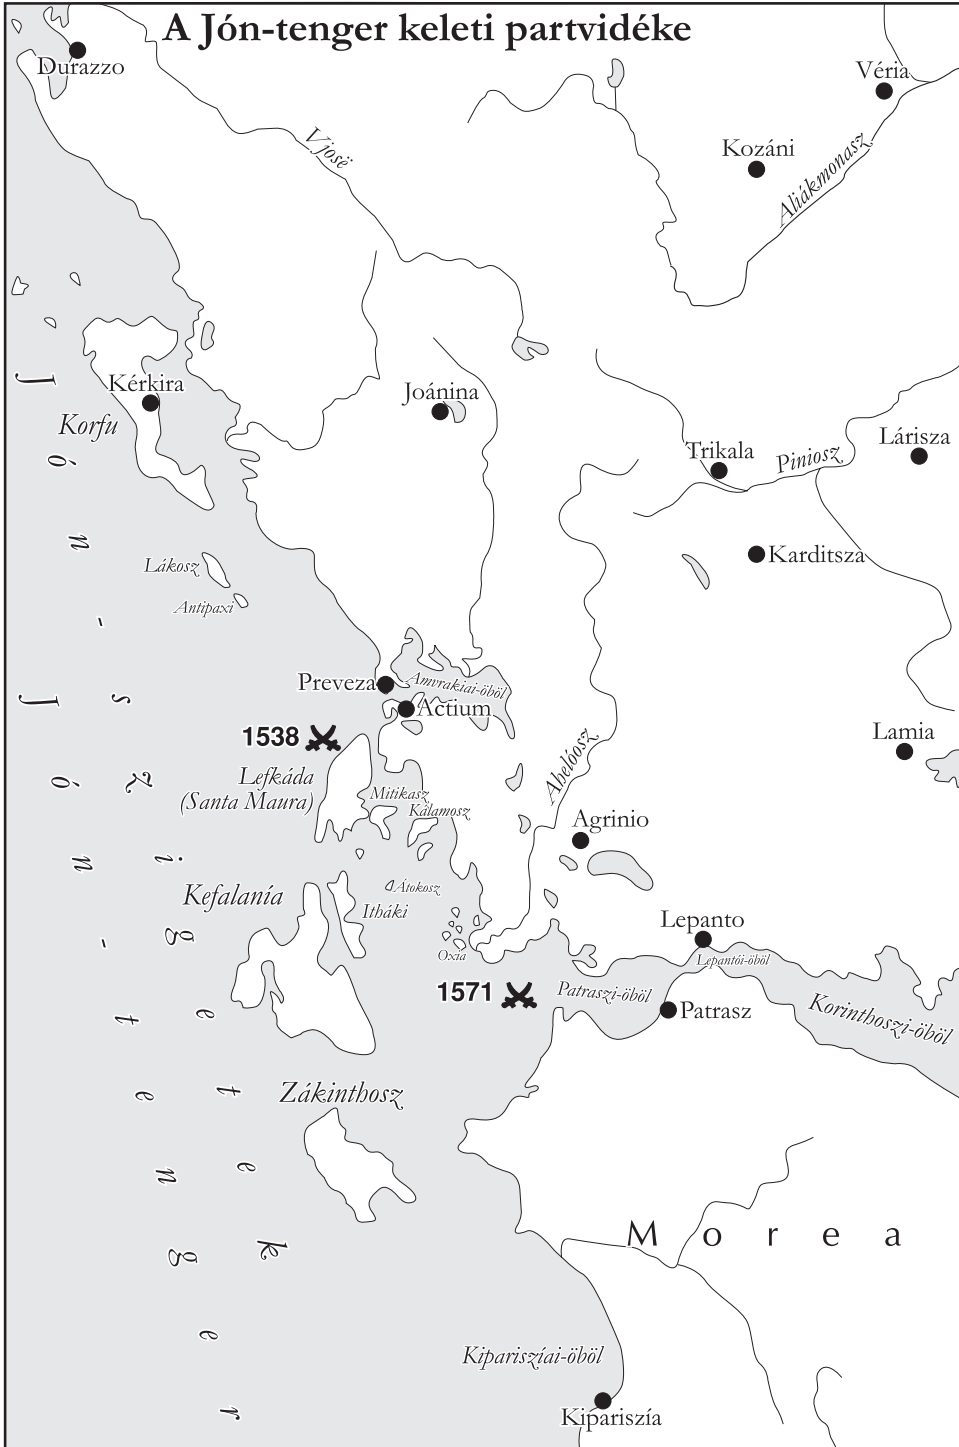 A Jón-tenger keleti partvidéke
Durazzo
Véria
Vjosë
Kozáni
Aliákmonasz
Kérkira
Korfu
Joánina
Trikala
Piniosz
Lárisza
Karditsza
Lákosz
Antipaxi
Jón-szigetek
Jón-tenger
Preveza
Amvrakiai-öböl
Actium
1538
Lefkáda
(Santa Maura)
Mitikasz
Kálamosz
Ahelóosz
Lamia
Agrinio
Kefalanía
Átokosz
Itháki
Oxia
Lepanto
Lepantói-öböl
1571
Patraszi-öböl
Patrasz
Korinthoszi-öböl
Zákinthosz
Morea
Kipariszíai-öböl
Kipariszía